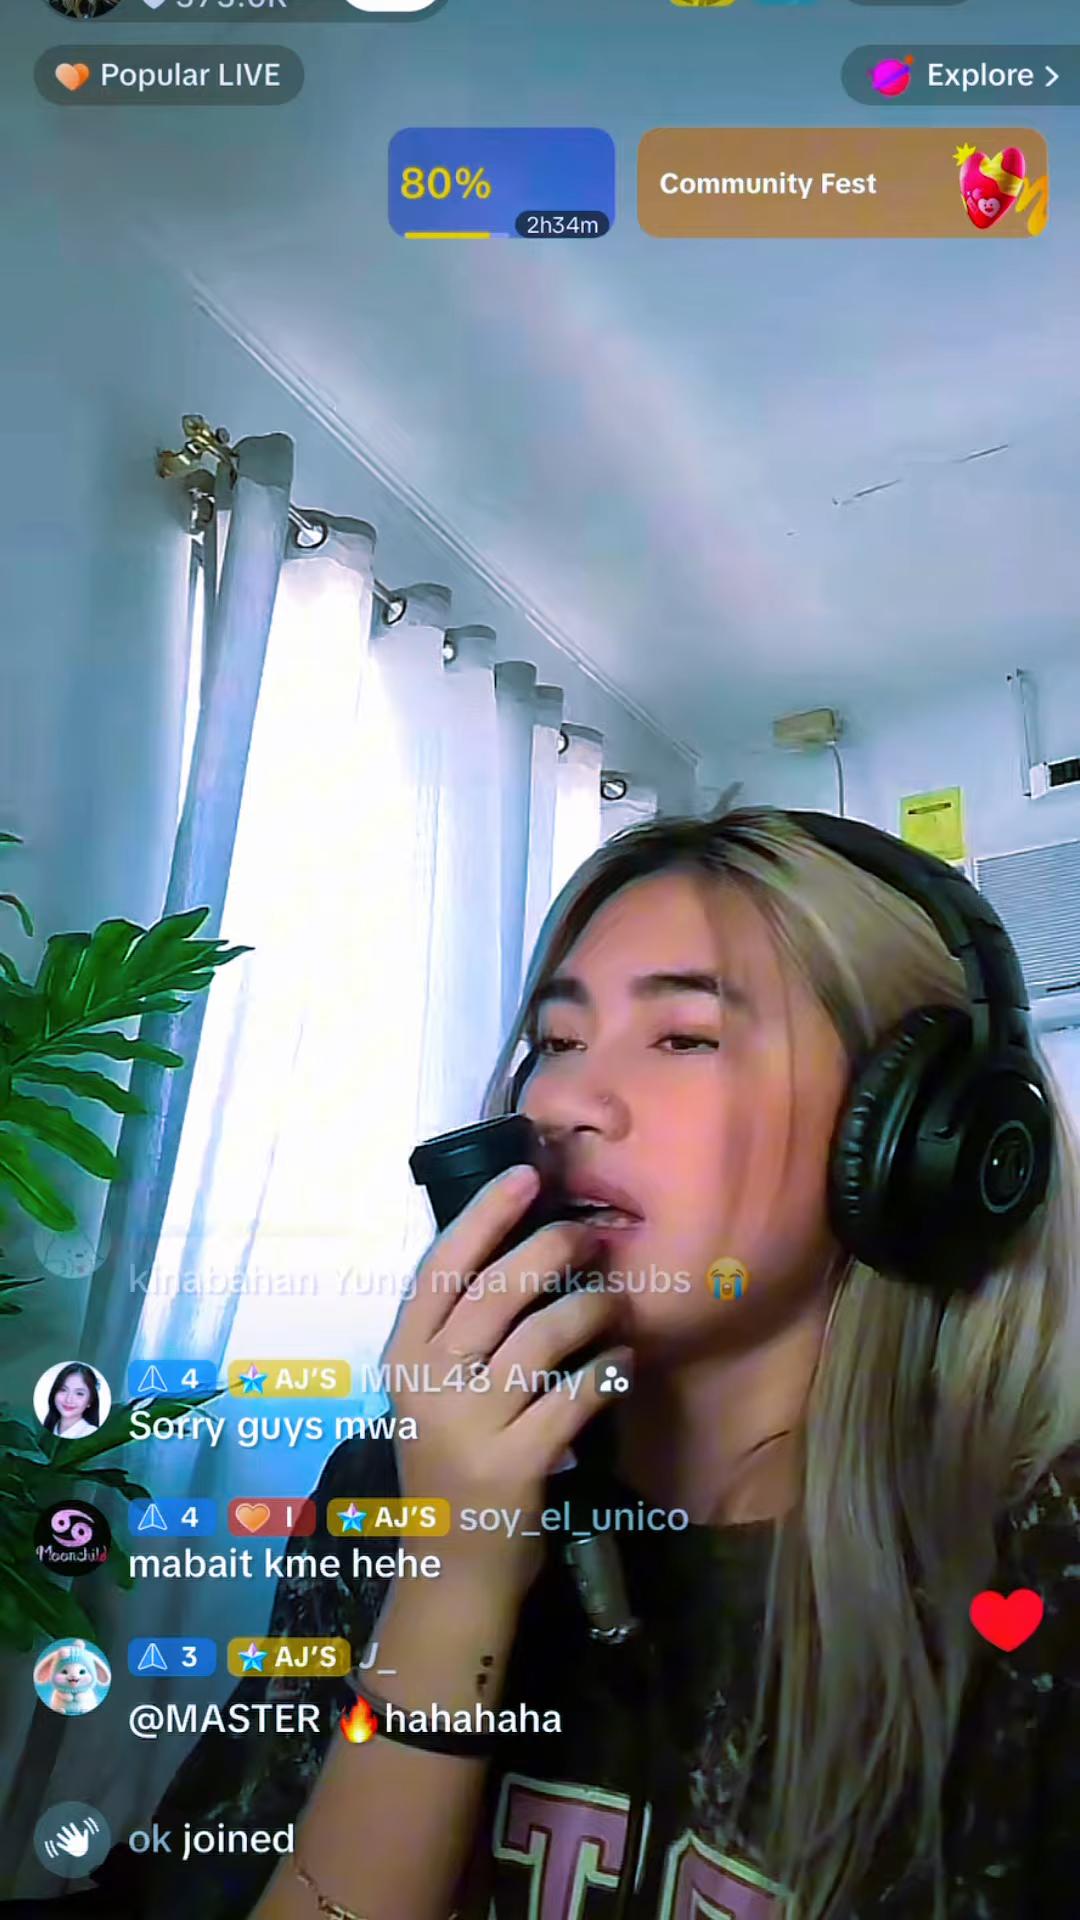 Popular LIVE
Explore >
80%
2h34m
Community Fest
kinabahan Yung mga nakasubs 😭
4 AJ'S MNL48 Amy
Sorry guys mwa
4 I AJ'S soy_el_unico
Moonchild
mabait kme hehe
3 AJ'S J_
@MASTER 🔥hahahaha
ok joined